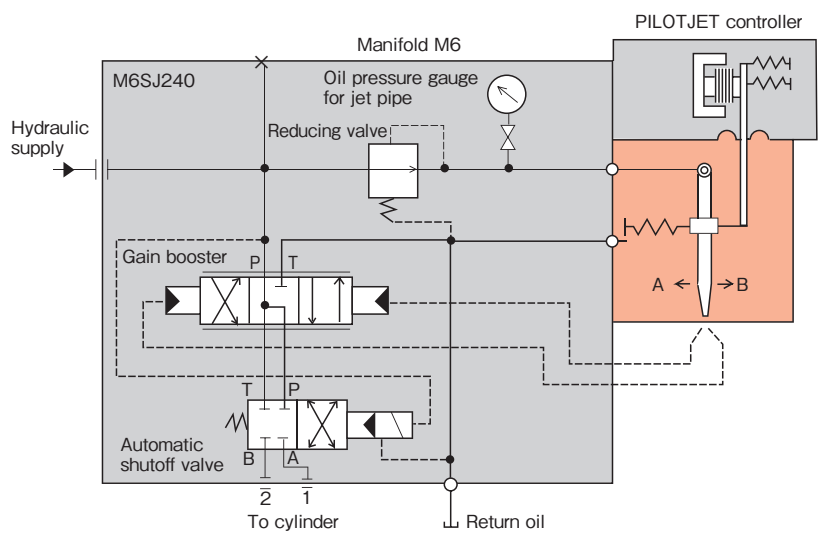 PILOTJET controller
Manifold M6
M6SJ240
Oil pressure gauge
for jet pipe
Hydraulic
supply
Reducing valve
Gain booster
P
T
A
B
T
P
Automatic
shutoff valve
B
A
2
1
To cylinder
Return oil